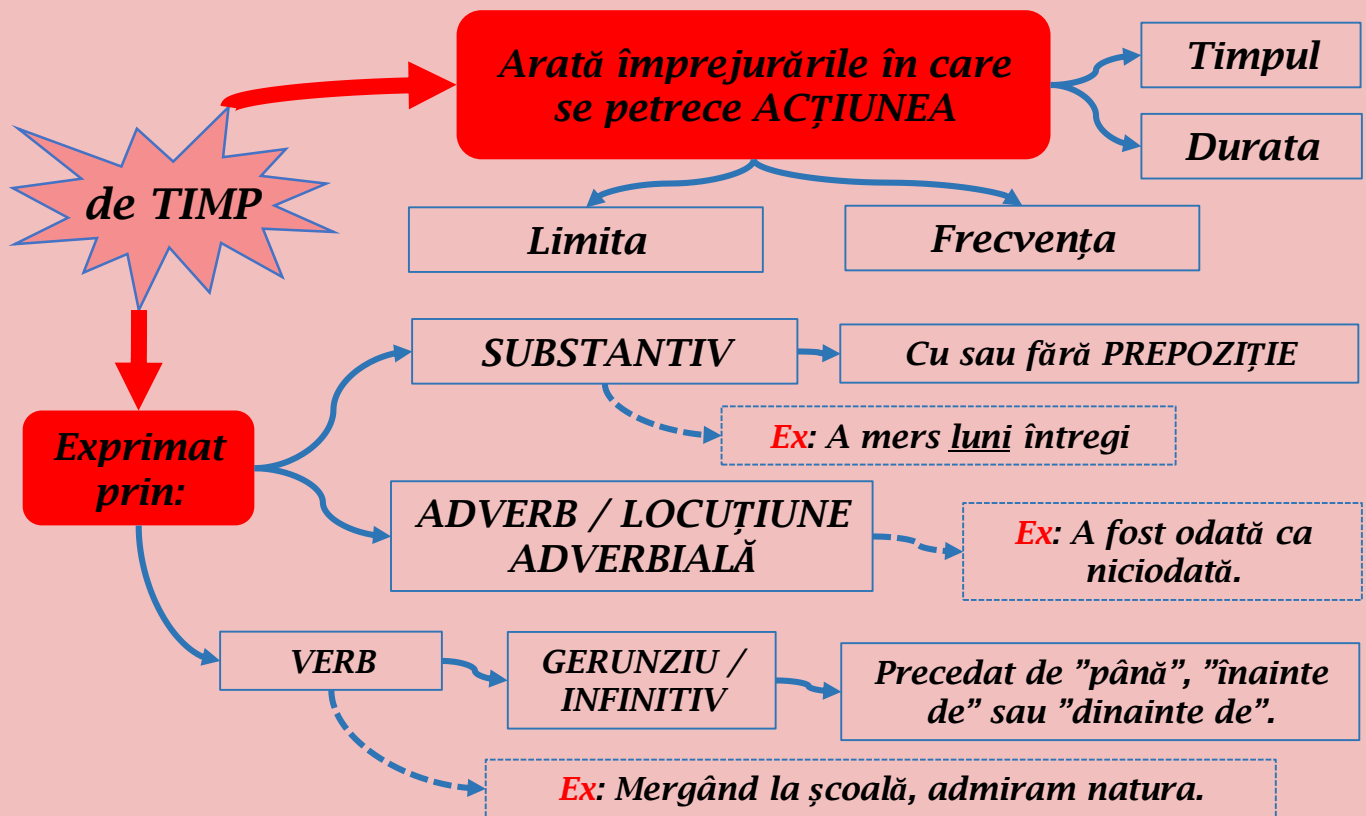 Arată împrejurările în care
se petrece ACȚIUNEA
Timpul
Durata
de TIMP
Limita
Frecvența
SUBSTANTIV
Cu sau fără PREPOZIȚIE
Ex: A mers luni întregi
Exprimat
prin:
ADVERB / LOCUȚIUNE
ADVERBIALĂ
Ex: A fost odată ca
niciodată.
VERB
GERUNZIU /
INFINITIV
Precedat de ”până”, ”înainte
de” sau ”dinainte de”.
Ex: Mergând la școală, admiram natura.